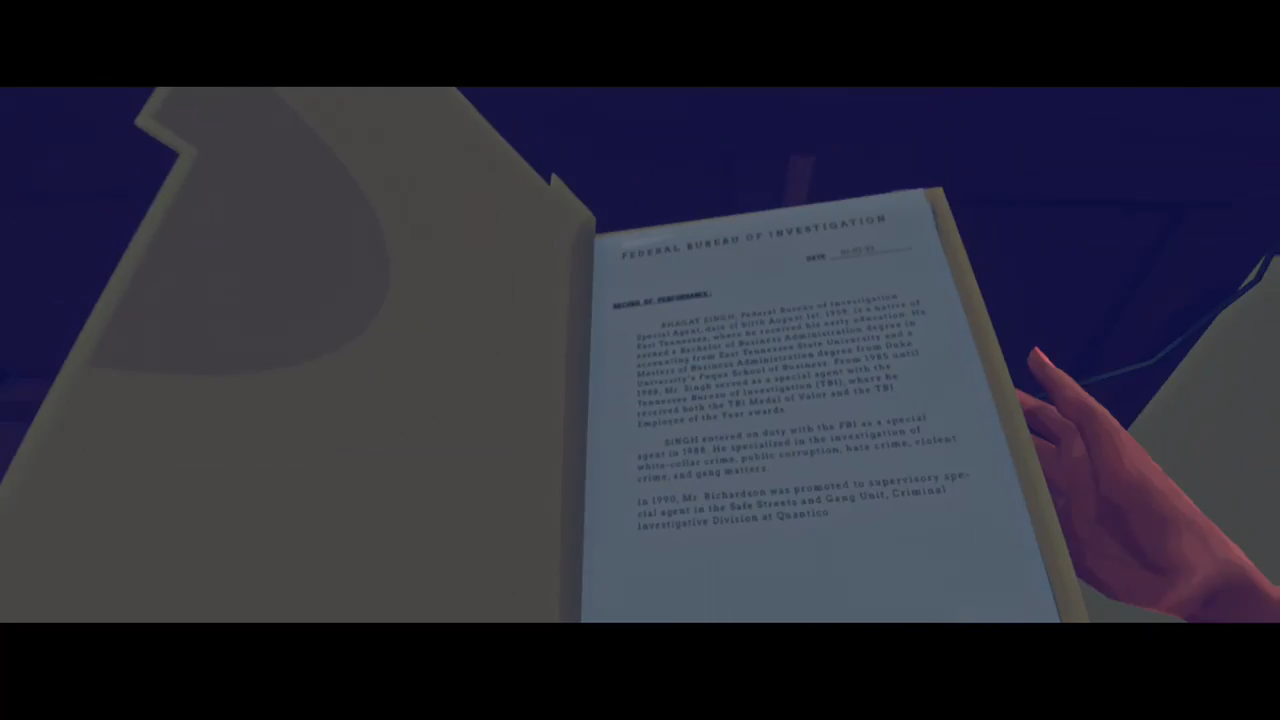 FEDERAL BUREAU OF INVESTIGATION
DATE
RECORD OF PERFORMANCE:
BHAGAT SINGH, Federal Bureau of Investigation
Special Agent, date of birth August 1st, 1959, is a native of
East Tennessee, where he received his early education. He
earned a Bachelor of Business Administration degree in
accounting from East Tennessee State University and a
Masters of Business Administration degree from Duke
University's Fuqua School of Business. From 1985 until
1988, Mr. Singh served as a special agent with the
Tennessee Bureau of Investigation (TBI), where he
received both the TBI Medal of Valor and the TBI
Employee of the Year awards.
SINGH entered on duty with the FBI as a special
agent in 1988. He specialized in the investigation of
white-collar crime, public corruption, hate crime, violent
crime, and gang matters.
In 1990, Mr. Richardson was promoted to supervisory spe-
cial agent in the Safe Streets and Gang Unit, Criminal
Investigative Division at Quantico